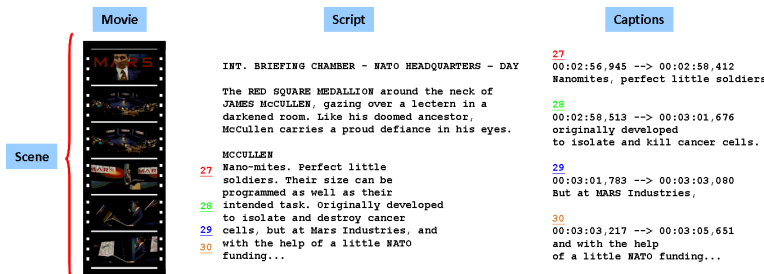 Movie
Script
Captions
Scene
MARS
INT. BRIEFING CHAMBER - NATO HEADQUARTERS - DAY
The RED SQUARE MEDALLION around the neck of
JAMES McCULLEN, gazing over a lectern in a
darkened room. Like his doomed ancestor,
McCullen carries a proud defiance in his eyes.
MCCULLEN
27 Nano-mites. Perfect little
soldiers. Their size can be
programmed as well as their
28 intended task. Originally developed
to isolate and destroy cancer
29 cells, but at Mars Industries, and
30 with the help of a little NATO
funding...
27
00:02:56,945 --> 00:02:58,412
Nanomites, perfect little soldiers
28
00:02:58,513 --> 00:03:01,676
originally developed
to isolate and kill cancer cells.
29
00:03:01,783 --> 00:03:03,080
But at MARS Industries,
30
00:03:03,217 --> 00:03:05,651
and with the help
of a little NATO funding...